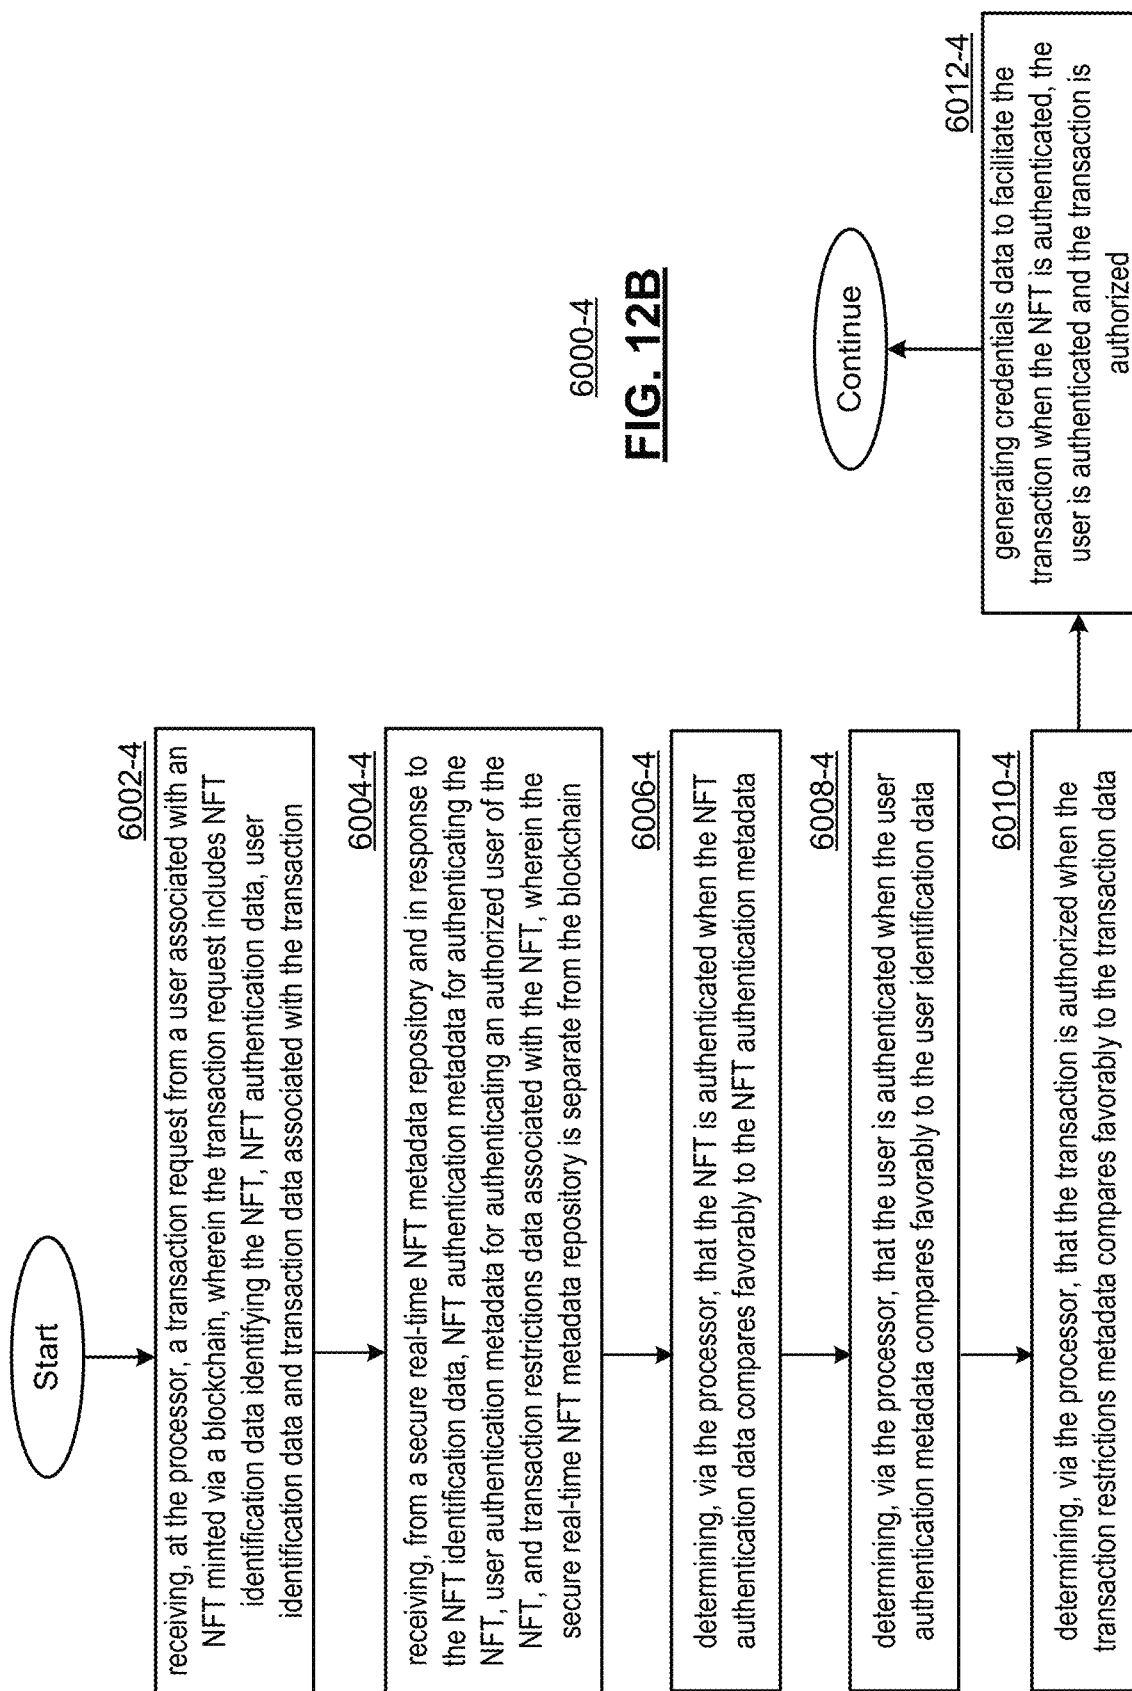 Start
6002-4
receiving, at the processor, a transaction request from a user associated with an
NFT minted via a blockchain, wherein the transaction request includes NFT
identification data identifying the NFT, NFT authentication data, user
identification data and transaction data associated with the transaction
6004-4
receiving, from a secure real-time NFT metadata repository and in response to
the NFT identification data, NFT authentication metadata for authenticating the
NFT, user authentication metadata for authenticating an authorized user of the
NFT, and transaction restrictions data associated with the NFT, wherein the
secure real-time NFT metadata repository is separate from the blockchain
6006-4
determining, via the processor, that the NFT is authenticated when the NFT
authentication data compares favorably to the NFT authentication metadata
6008-4
determining, via the processor, that the user is authenticated when the user
authentication metadata compares favorably to the user identification data
6010-4
determining, via the processor, that the transaction is authorized when the
transaction restrictions metadata compares favorably to the transaction data
6012-4
generating credentials data to facilitate the
transaction when the NFT is authenticated, the
user is authenticated and the transaction is
authorized
Continue
6000-4
FIG. 12B